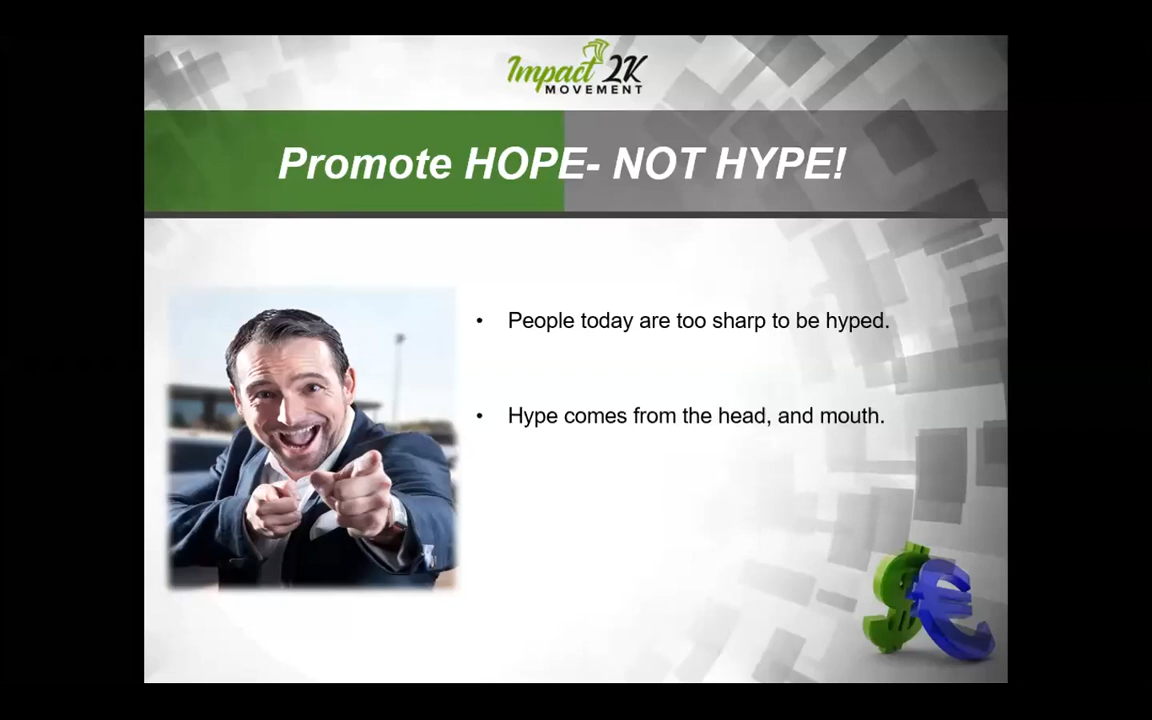 Impact 2K
MOVEMENT
Promote HOPE- NOT HYPE!
• People today are too sharp to be hyped.
• Hype comes from the head, and mouth.